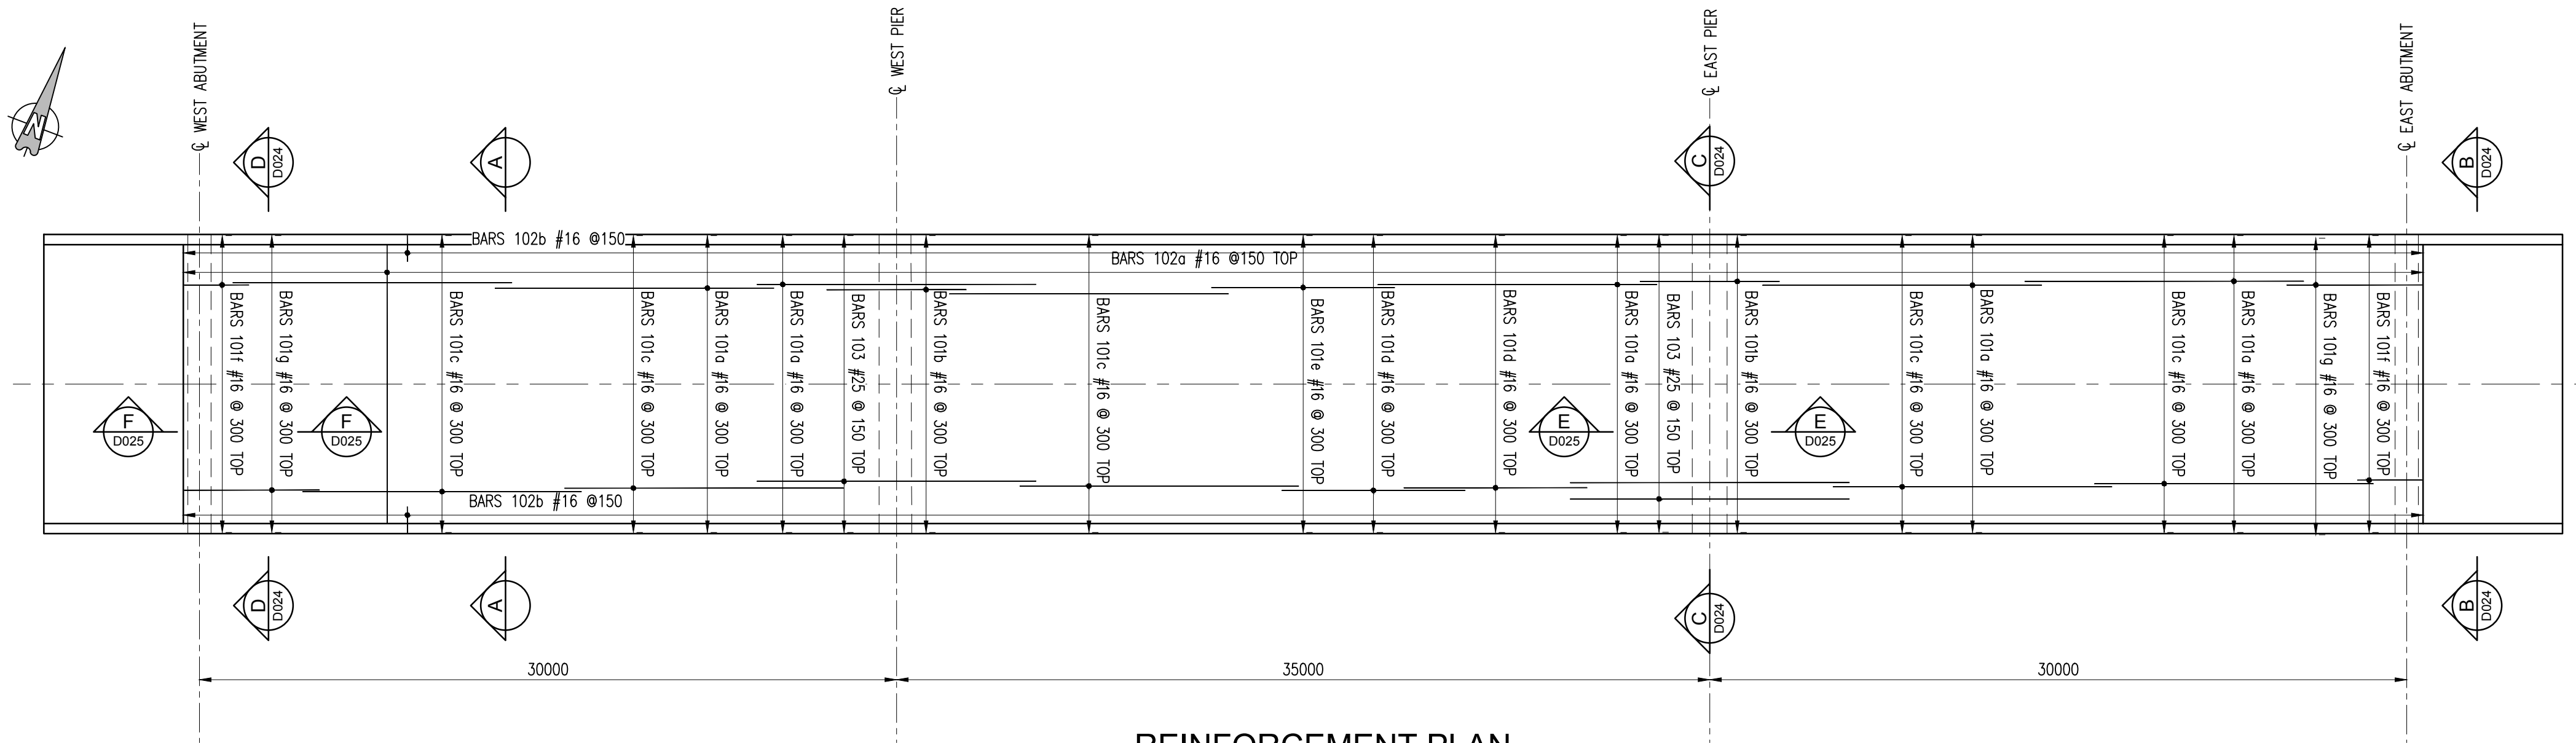 ℄ WEST ABUTMENT
℄ WEST PIER
℄ EAST PIER
℄ EAST ABUTMENT
N
D
D024
A
C
D024
B
D024
BARS 102b #16 @150
BARS 102a #16 @150 TOP
BARS 101f #16 @ 300 TOP
BARS 101g #16 @ 300 TOP
BARS 101c #16 @ 300 TOP
BARS 101c #16 @ 300 TOP
BARS 101a #16 @ 300 TOP
BARS 101a #16 @ 300 TOP
BARS 103 #25 @ 150 TOP
BARS 101b #16 @ 300 TOP
BARS 101c #16 @ 300 TOP
BARS 101e #16 @ 300 TOP
BARS 101d #16 @ 300 TOP
BARS 101d #16 @ 300 TOP
BARS 101a #16 @ 300 TOP
BARS 103 #25 @ 150 TOP
BARS 101b #16 @ 300 TOP
BARS 101c #16 @ 300 TOP
BARS 101a #16 @ 300 TOP
BARS 101c #16 @ 300 TOP
BARS 101a #16 @ 300 TOP
BARS 101g #16 @ 300 TOP
BARS 101f #16 @ 300 TOP
F
D025
F
D025
E
D025
E
D025
BARS 102b #16 @150
D
D024
A
C
D024
B
D024
30000
35000
30000
REINFORCEMENT PLAN